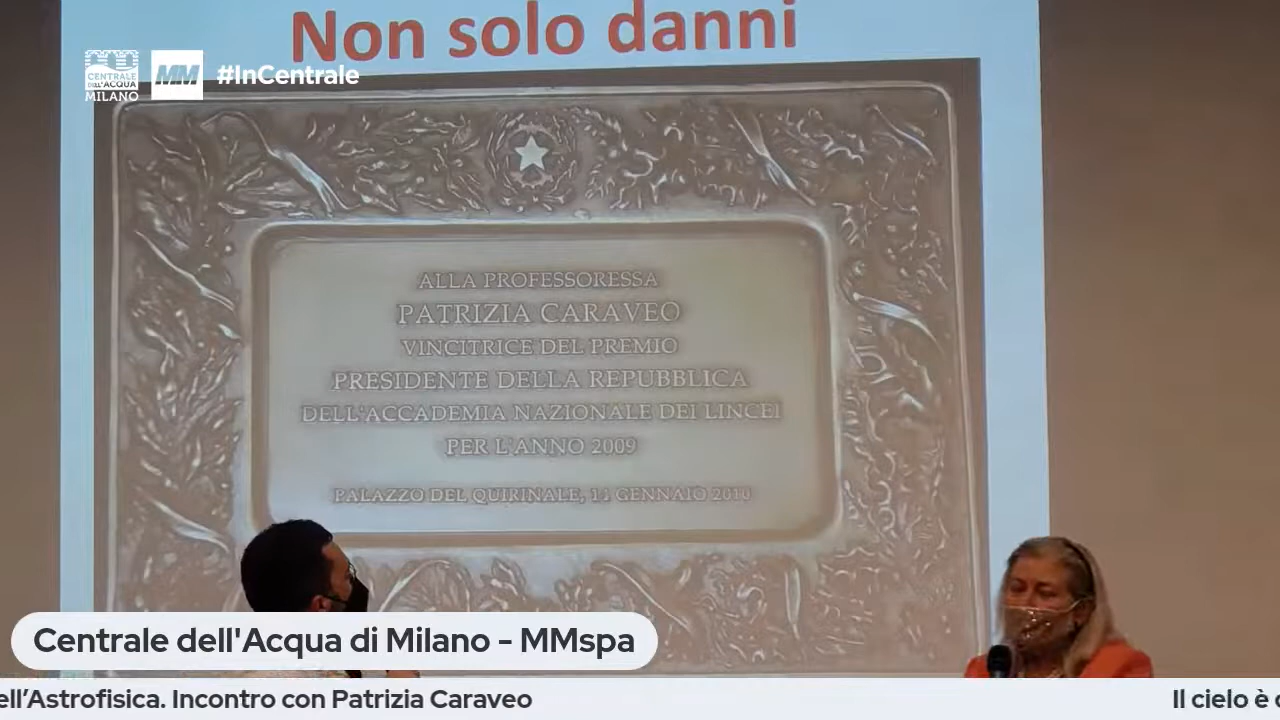 Non solo danni
CENTRALE
DELL'ACQUA
MILANO
MM
#InCentrale
ALLA PROFESSORESSA
PATRIZIA CARAVEO
VINCITRICE DEL PREMIO
PRESIDENTE DELLA REPUBBLICA
DELL'ACCADEMIA NAZIONALE DEI LINCEI
PER L'ANNO 2009
PALAZZO DEL QUIRINALE, 12 GENNAIO 2010
Centrale dell'Acqua di Milano - MMspa
ell’Astrofisica. Incontro con Patrizia Caraveo
Il cielo è